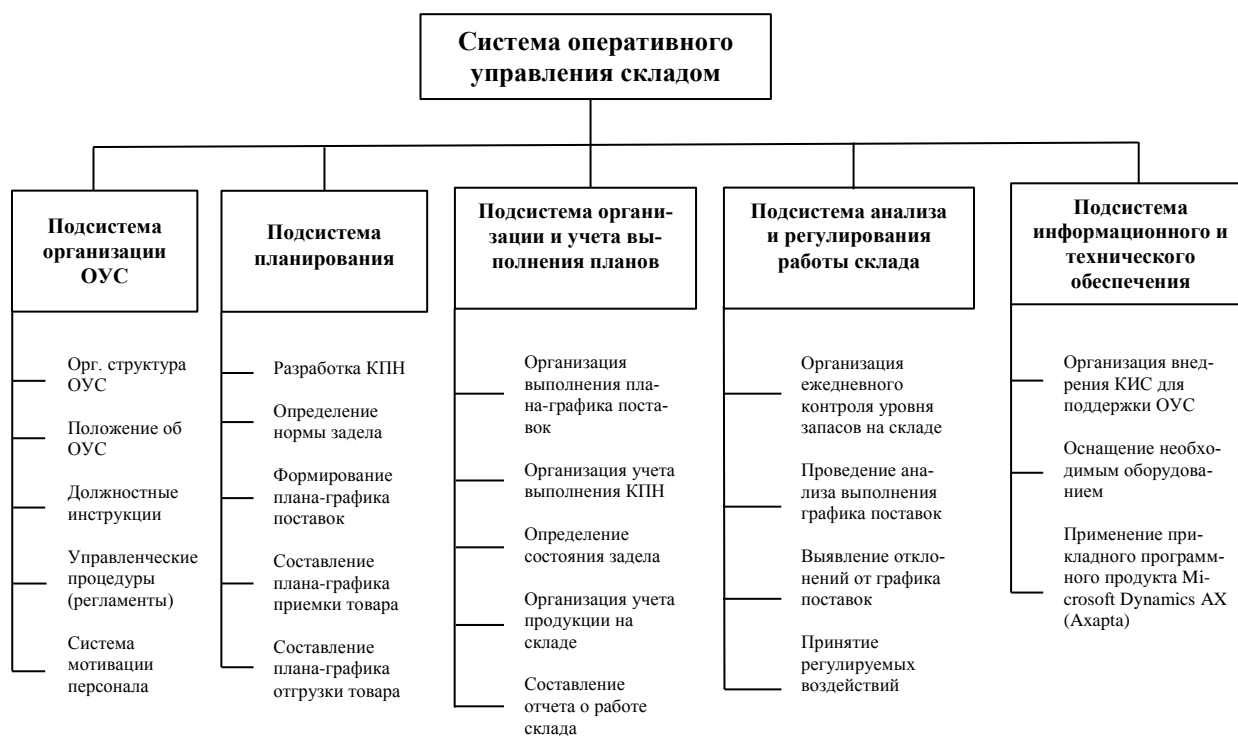 Система оперативного
управления складом
Подсистема
организации
ОУС
Орг. структура
ОУС
Положение об
ОУС
Должностные
инструкции
Управленческие
процедуры
(регламенты)
Система
мотивации
персонала
Подсистема
планирования
Разработка КПН
Определение
нормы задела
Формирование
плана-графика
поставок
Составление
плана-графика
приемки товара
Составление
плана-графика
отгрузки товара
Подсистема органи-
зации и учета вы-
полнения планов
Организация
выполнения пла-
на-графика поста-
вок
Организация учета
выполнения КПН
Определение
состояния задела
Организация учета
продукции на
складе
Составление
отчета о работе
склада
Подсистема анализа
и регулирования
работы склада
Организация
ежедневного
контроля уровня
запасов на складе
Проведение ана-
лиза выполнения
графика поставок
Выявление откло-
нений от графика
поставок
Принятие
регулируемых
воздействий
Подсистема
информационного и
технического
обеспечения
Организация внед-
рения КИС для
поддержки ОУС
Оснащение необхо-
димым оборудова-
нием
Применение при-
кладного программ-
ного продукта Mi-
crosoft Dynamics AX
(Axapta)